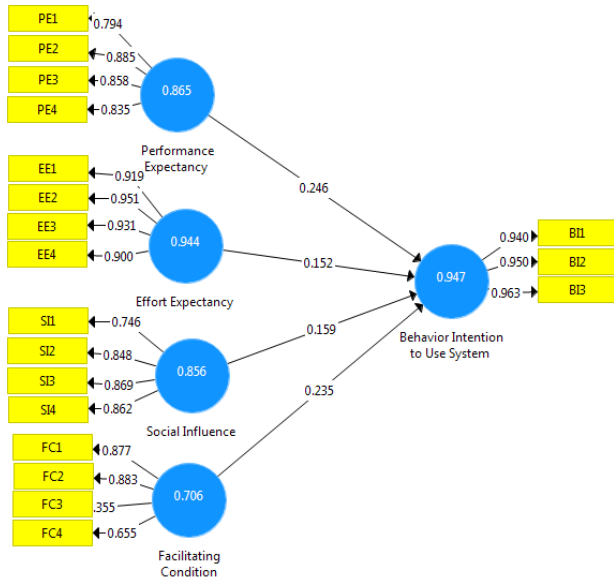 PE1
0.794
PE2
0.885
PE3
0.858
PE4
0.835
0.865
Performance
Expectancy
0.246
EE1
0.919
EE2
0.951
EE3
0.931
EE4
0.900
0.944
Effort Expectancy
0.152
SI1
0.746
SI2
0.848
SI3
0.869
SI4
0.862
0.856
Social Influence
0.159
FC1
0.877
FC2
0.883
FC3
.355
FC4
0.655
0.706
Facilitating
Condition
0.235
0.947
Behavior Intention
to Use System
0.940
BI1
0.950
BI2
0.963
BI3